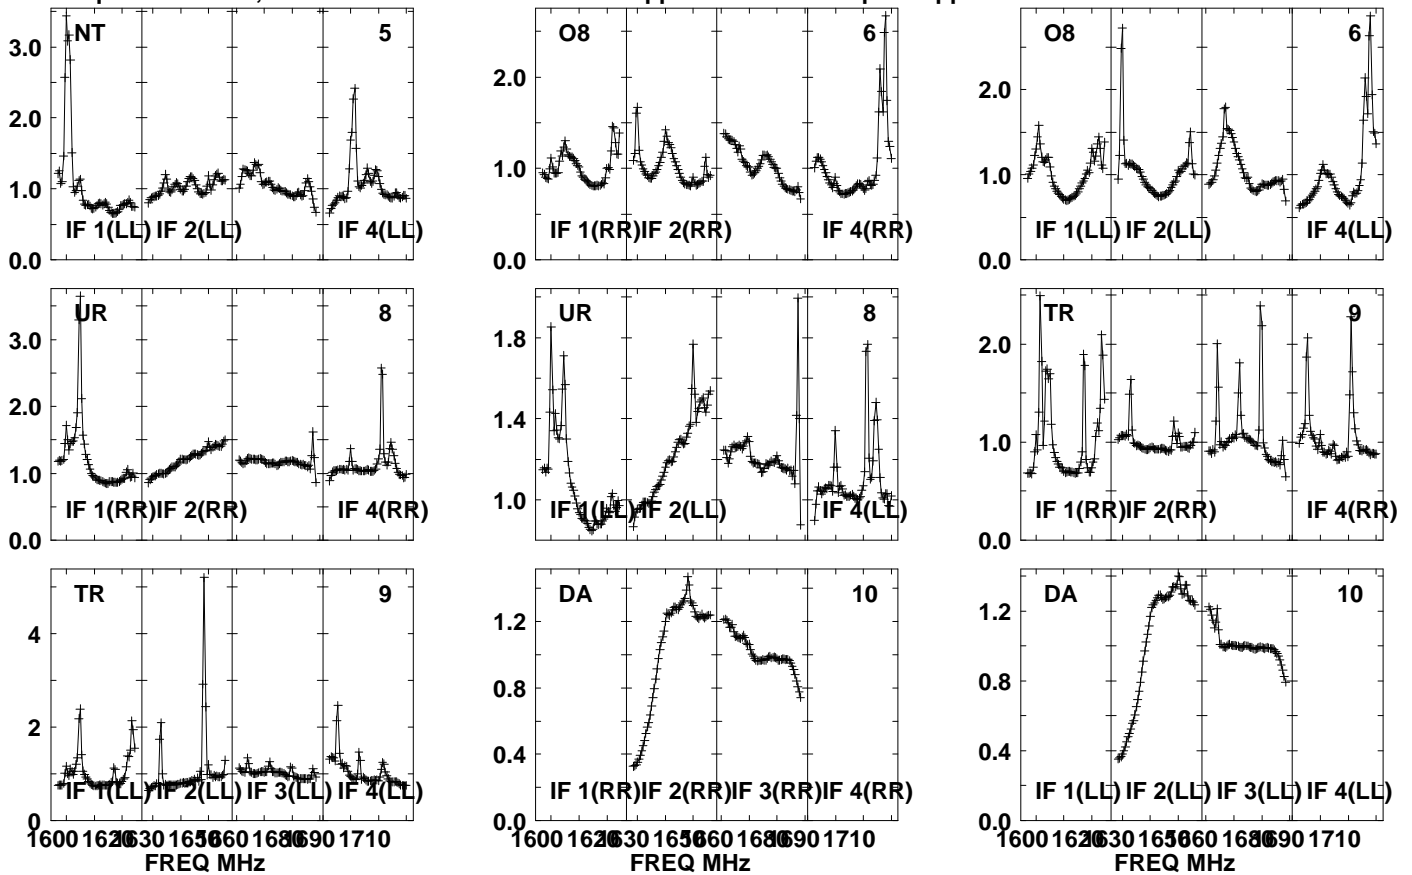 NT 5 O8 6 O8 6
3.0 2.0 2.0
2.0 1.0 1.0
1.0 0.0 0.0
0.0
IF 1(LL) IF 2(LL) IF 4(LL) IF 1(RR) IF 2(RR) IF 4(RR) IF 1(LL) IF 2(LL) IF 4(LL)
UR 8 UR 8 TR 9
3.0 1.8 2.0
2.0 1.4 1.0
1.0 1.0 0.0
0.0
IF 1(RR) IF 2(RR) IF 4(RR) IF 1(LL) IF 2(LL) IF 4(LL) IF 1(RR) IF 2(RR) IF 4(RR)
TR 9 DA 10 DA 10
4 1.2 1.2
2 0.8 0.8
0 0.4 0.4
0.0 0.0
IF 1(LL) IF 2(LL) IF 3(LL) IF 4(LL) IF 1(RR) IF 2(RR) IF 3(RR) IF 4(RR) IF 1(LL) IF 2(LL) IF 3(LL) IF 4(LL)
1600 1620 1630 1650 1660 1680 1690 1710 1600 1620 1630 1650 1660 1680 1690 1710 1600 1620 1630 1650 1660 1680 1690 1710
FREQ MHz FREQ MHz